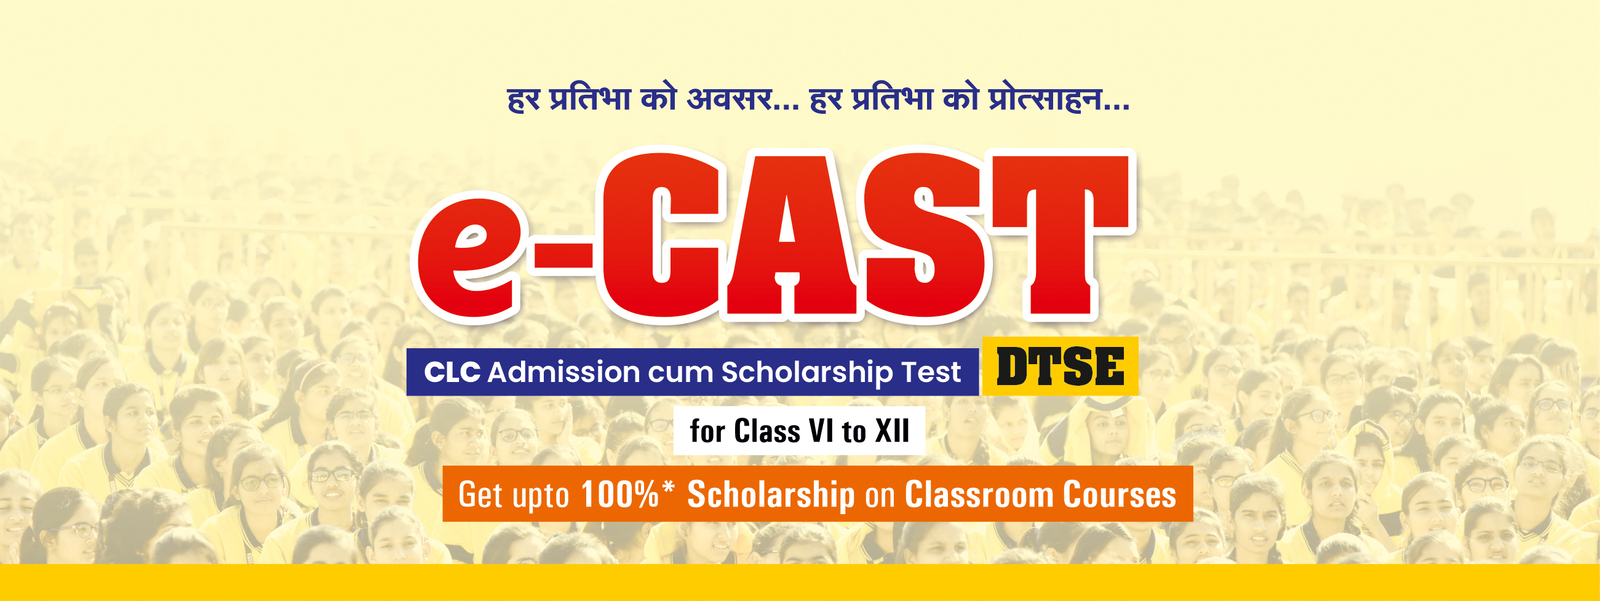 हर प्रतिभा को अवसर... हर प्रतिभा को प्रोत्साहन...
e-CAST
CLC Admission cum Scholarship Test DTSE
for Class VI to XII
Get upto 100%* Scholarship on Classroom Courses